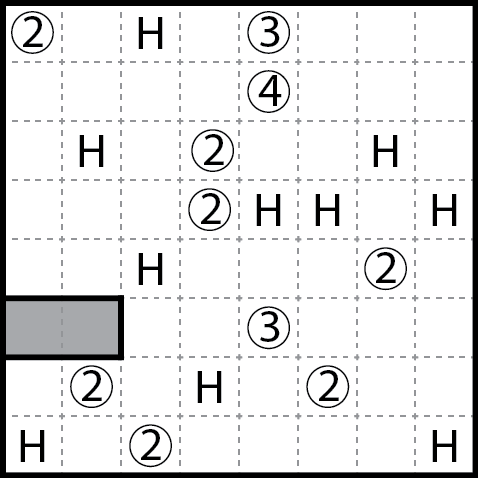 ② H ③
④
H ② H
② H H H
H ②
③
② H ②
H ② H